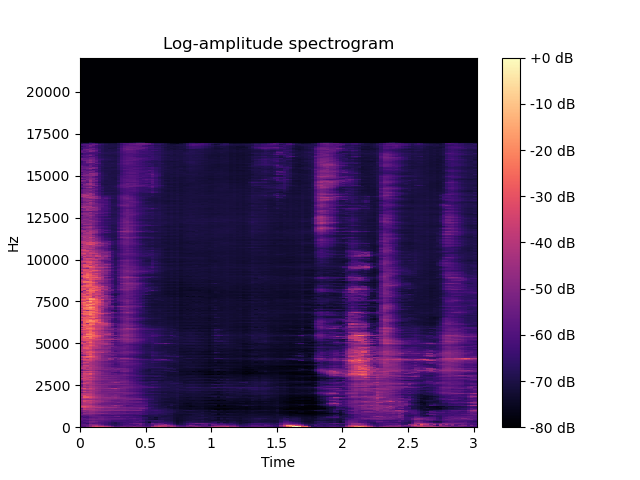 Log-amplitude spectrogram
+0 dB
-10 dB
-20 dB
-30 dB
-40 dB
-50 dB
-60 dB
-70 dB
-80 dB
20000
17500
15000
12500
10000
7500
5000
2500
0
Hz
0 0.5 1 1.5 2 2.5 3
Time